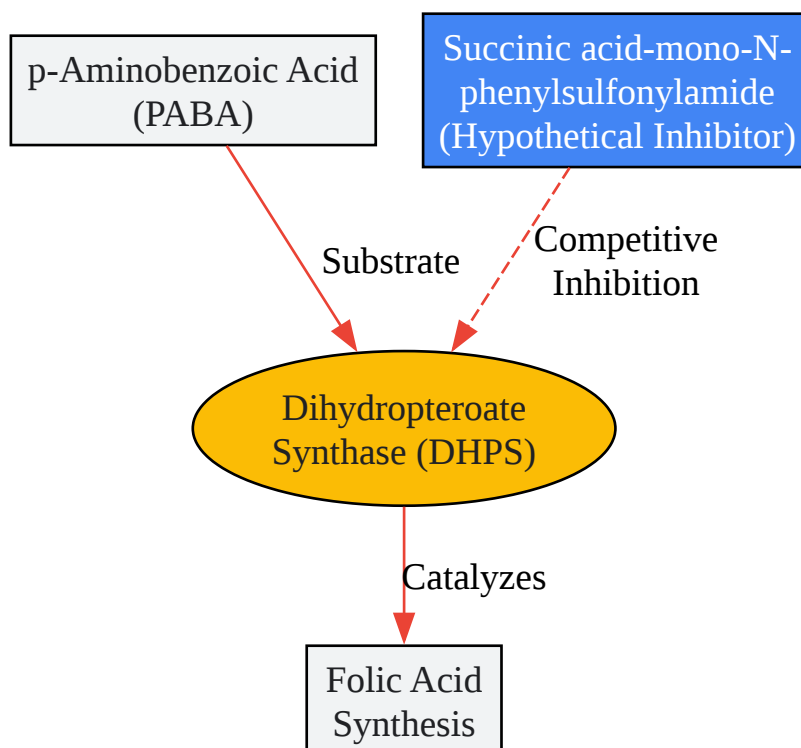 p-Aminobenzoic Acid
(PABA)
Succinic acid-mono-N-
phenylsulfonylamide
(Hypothetical Inhibitor)
Substrate
Competitive
Inhibition
Dihydropteroate
Synthase (DHPS)
Catalyzes
Folic Acid
Synthesis